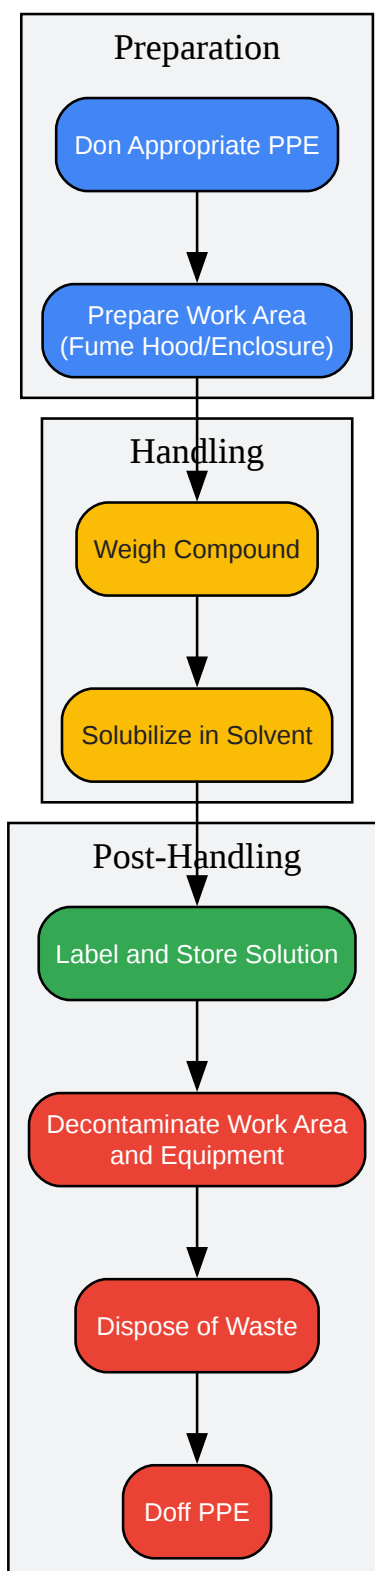 Preparation
Don Appropriate PPE
Prepare Work Area
(Fume Hood/Enclosure)
Handling
Weigh Compound
Solubilize in Solvent
Post-Handling
Label and Store Solution
Decontaminate Work Area
and Equipment
Dispose of Waste
Doff PPE